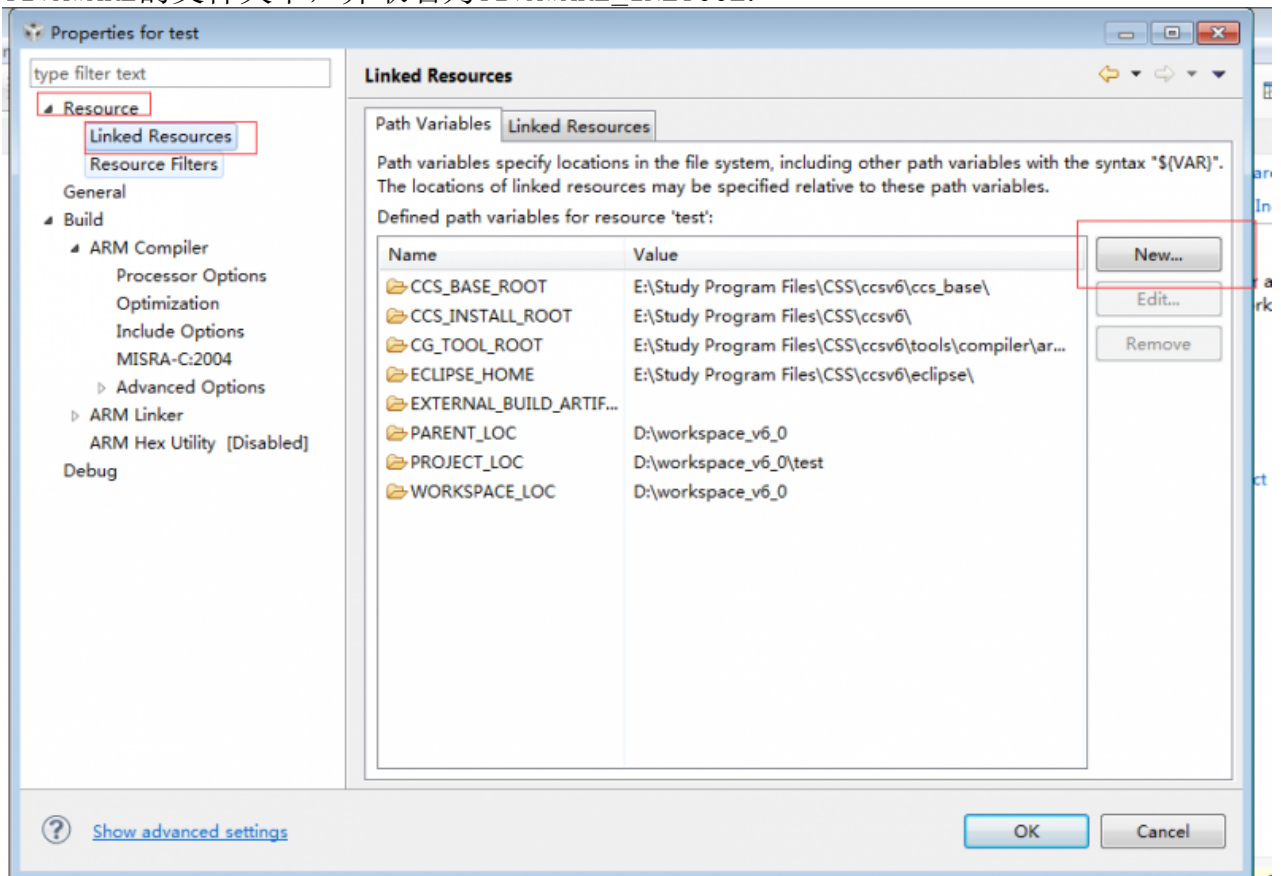 Properties for test
type filter text
Resource
Linked Resources
Resource Filters
General
Build
ARM Compiler
Processor Options
Optimization
Include Options
MISRA-C:2004
Advanced Options
ARM Linker
ARM Hex Utility [Disabled]
Debug
Linked Resources
Path Variables
Linked Resources
Path variables specify locations in the file system, including other path variables with the syntax "${VAR}".
The locations of linked resources may be specified relative to these path variables.
Defined path variables for resource 'test':
Name Value
CCS_BASE_ROOT E:\Study Program Files\CSS\ccsv6\ccs_base\
CCS_INSTALL_ROOT E:\Study Program Files\CSS\ccsv6\
CG_TOOL_ROOT E:\Study Program Files\CSS\ccsv6\tools\compiler\ar...
ECLIPSE_HOME E:\Study Program Files\CSS\ccsv6\eclipse\
EXTERNAL_BUILD_ARTIF...
PARENT_LOC D:\workspace_v6_0
PROJECT_LOC D:\workspace_v6_0\test
WORKSPACE_LOC D:\workspace_v6_0
New...
Edit...
Remove
Show advanced settings
OK
Cancel